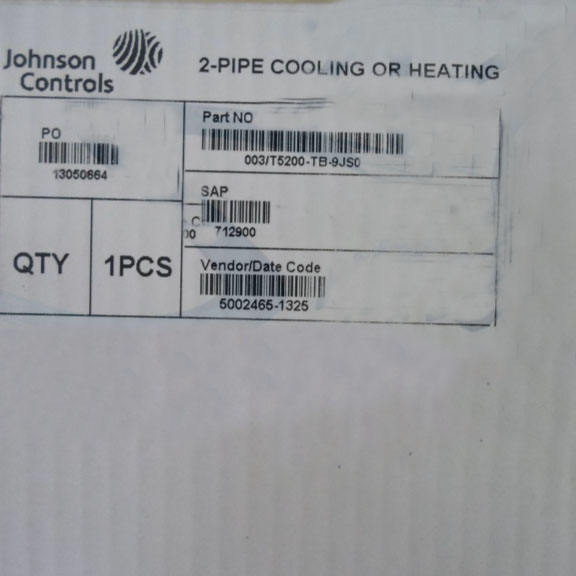 Johnson
Controls
2-PIPE COOLING OR HEATING
PO
13050664
Part NO
003/T5200-TB-9JS0
SAP
C
00
712900
QTY
1PCS
Vendor/Date Code
5002465-1325